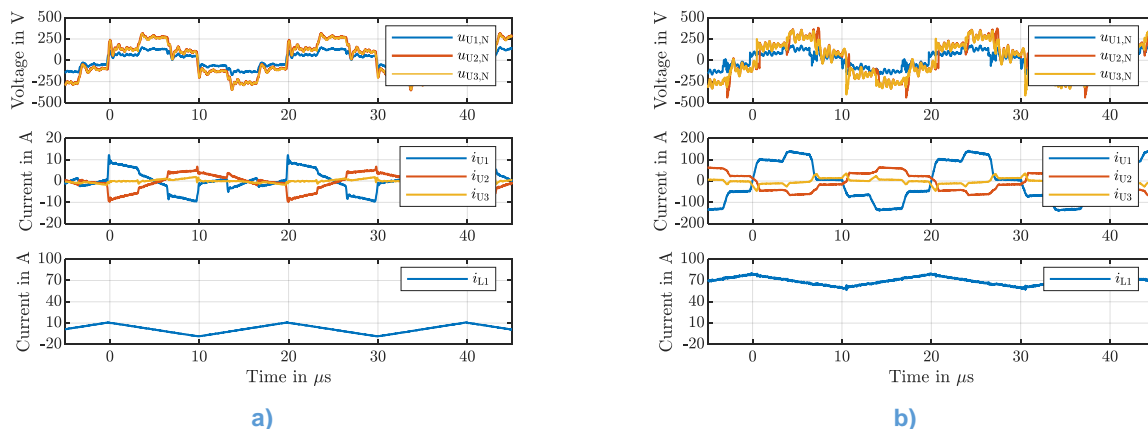 Voltage in V
500
250
0
-250
-500
u_U1,N
u_U2,N
u_U3,N
0 10 20 30 40
Current in A
20
10
0
-10
-20
i_U1
i_U2
i_U3
0 10 20 30 40
Current in A
100
70
40
10
-20
i_L1
0 10 20 30 40
Time in μs
a)
Voltage in V
500
250
0
-250
-500
u_U1,N
u_U2,N
u_U3,N
0 10 20 30 40
Current in A
200
100
0
-100
-200
i_U1
i_U2
i_U3
0 10 20 30 40
Current in A
100
70
40
10
-20
i_L1
0 10 20 30 40
Time in μs
b)